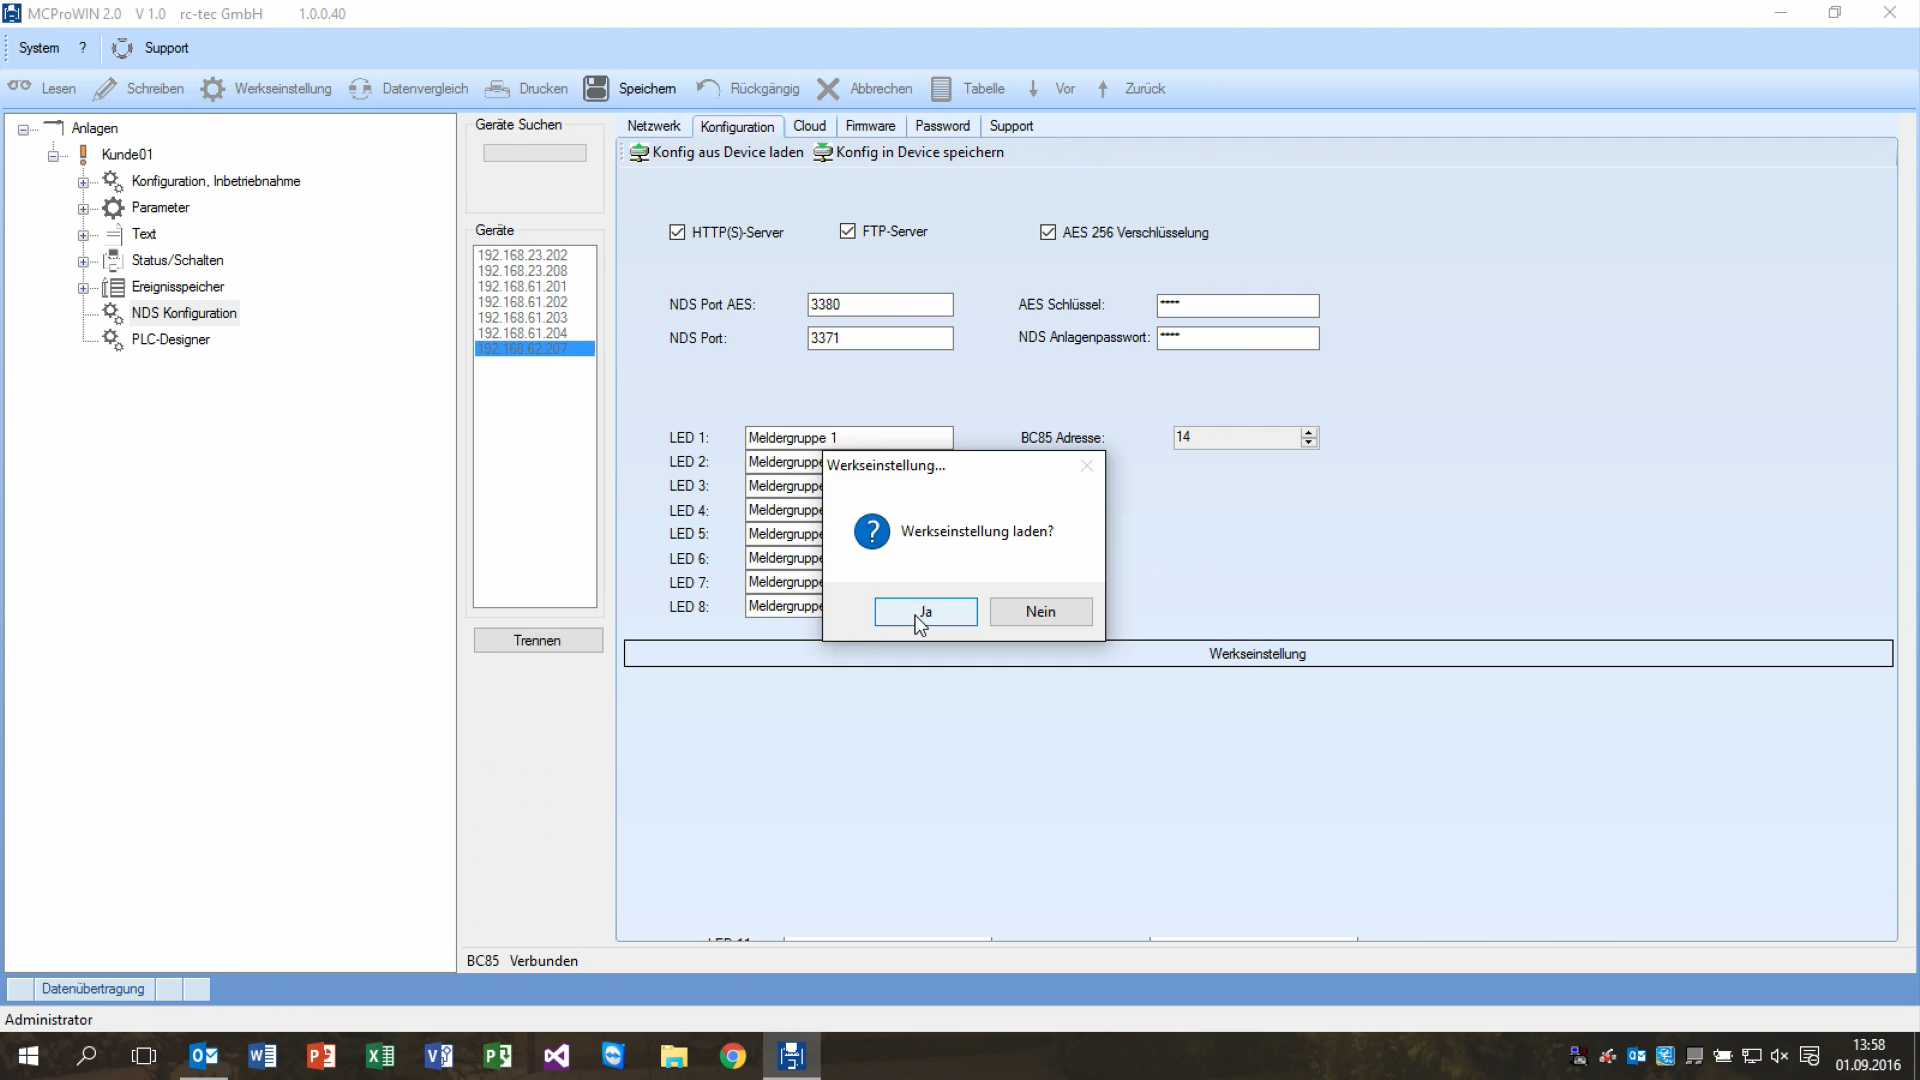 MCProWIN 2.0 V 1.0 rc-tec GmbH 1.0.0.40
System ? Support
Lesen Schreiben Werkseinstellung Datenvergleich Drucken Speichern Rückgängig Abbrechen Tabelle Vor Zurück
Anlagen
Kunde01
Konfiguration, Inbetriebnahme
Parameter
Text
Status/Schalten
Ereignisspeicher
NDS Konfiguration
PLC-Designer
Geräte Suchen
Geräte
192.168.23.202
192.168.23.208
192.168.61.201
192.168.61.202
192.168.61.203
192.168.61.204
192.168.62.207
Trennen
Netzwerk Konfiguration Cloud Firmware Password Support
Konfig aus Device laden Konfig in Device speichern
HTTP(S)-Server FTP-Server AES 256 Verschlüsselung
NDS Port AES: 3380 AES Schlüssel: ****
NDS Port: 3371 NDS Anlagenpasswort: ****
LED 1: Meldergruppe 1 BC85 Adresse: 14
LED 2: Meldergruppe
LED 3: Meldergruppe
LED 4: Meldergruppe
LED 5: Meldergruppe
LED 6: Meldergruppe
LED 7: Meldergruppe
LED 8: Meldergruppe
Werkseinstellung...
Werkseinstellung laden?
Ja Nein
Werkseinstellung
BC85 Verbunden
Datenübertragung
Administrator
13:58
01.09.2016